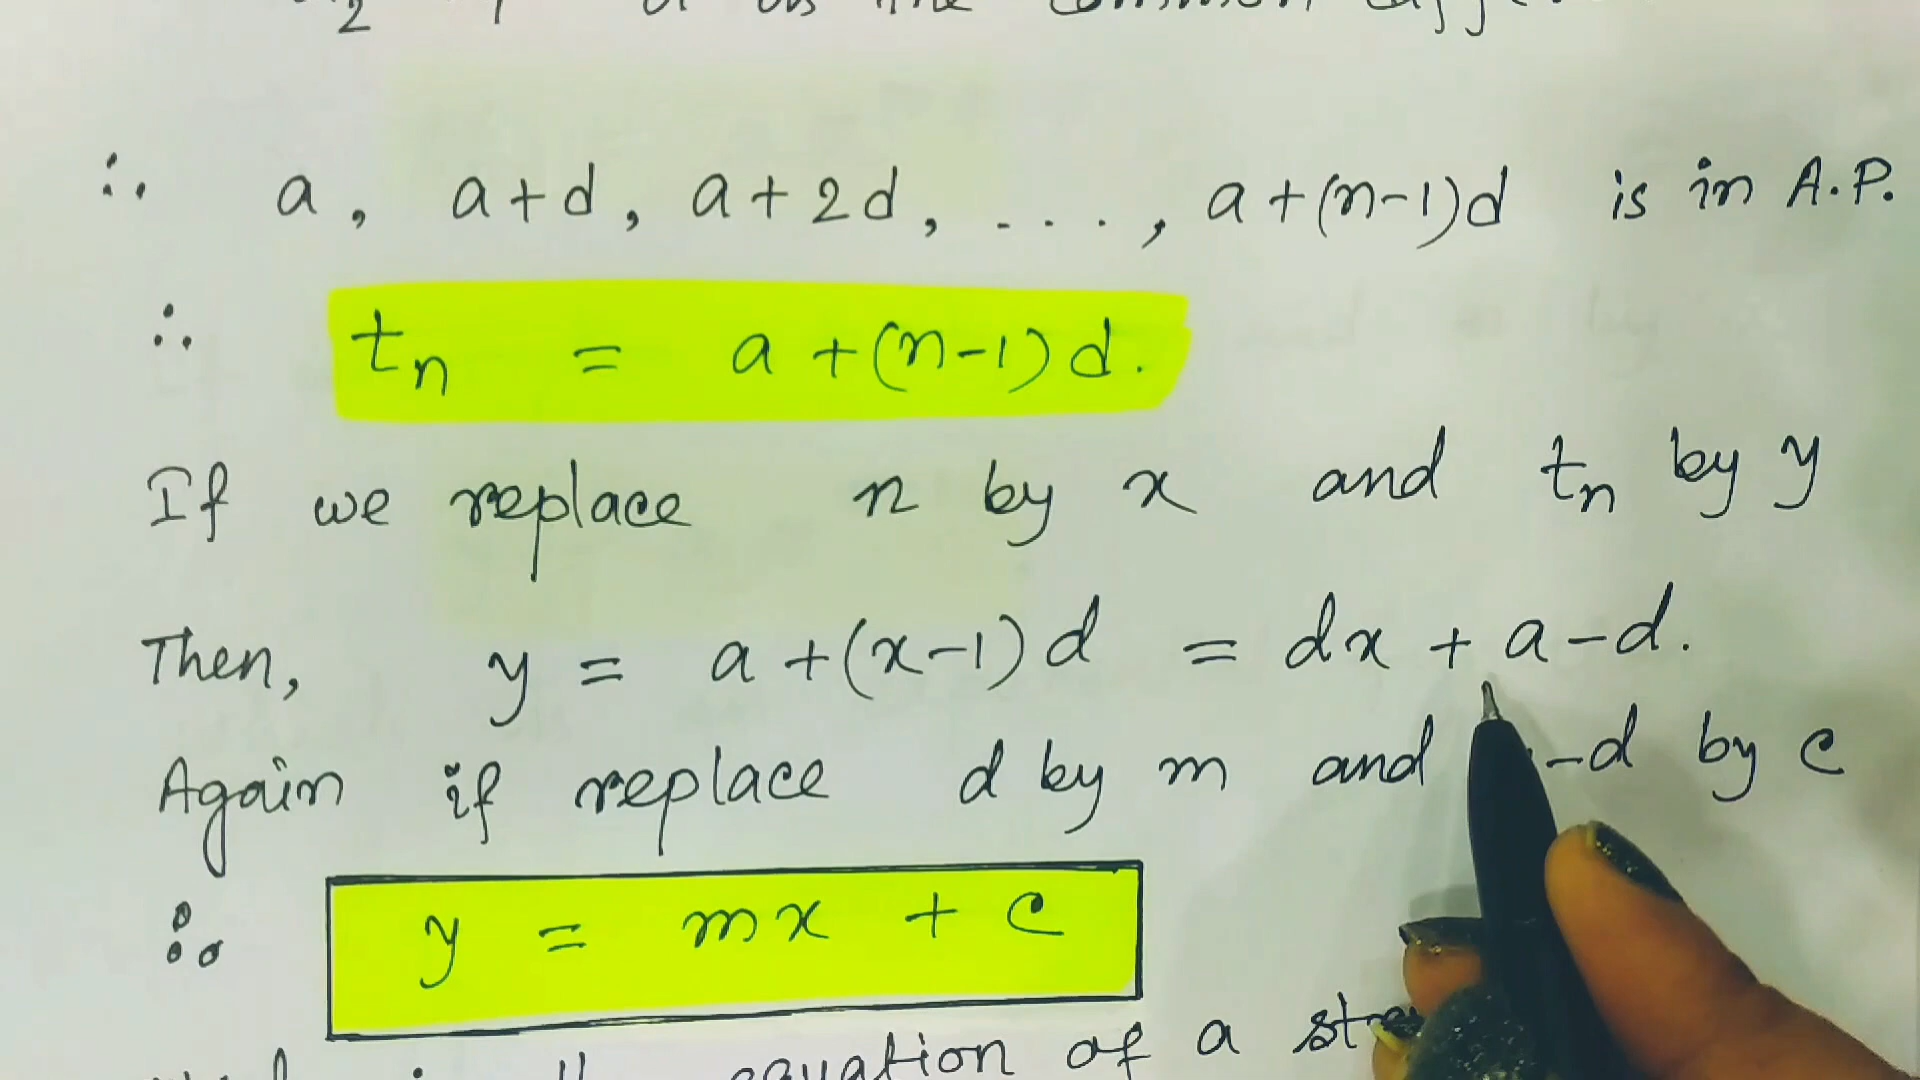 ∴ a, a+d, a+2d, ...., a+(n-1)d is in A.P.
∴ tn = a+(n-1)d.
If we replace n by x and tn by y
Then, y = a+(x-1)d = dx + a-d.
Again if replace d by m and -d by c
∴ y = mx + c
equation of a